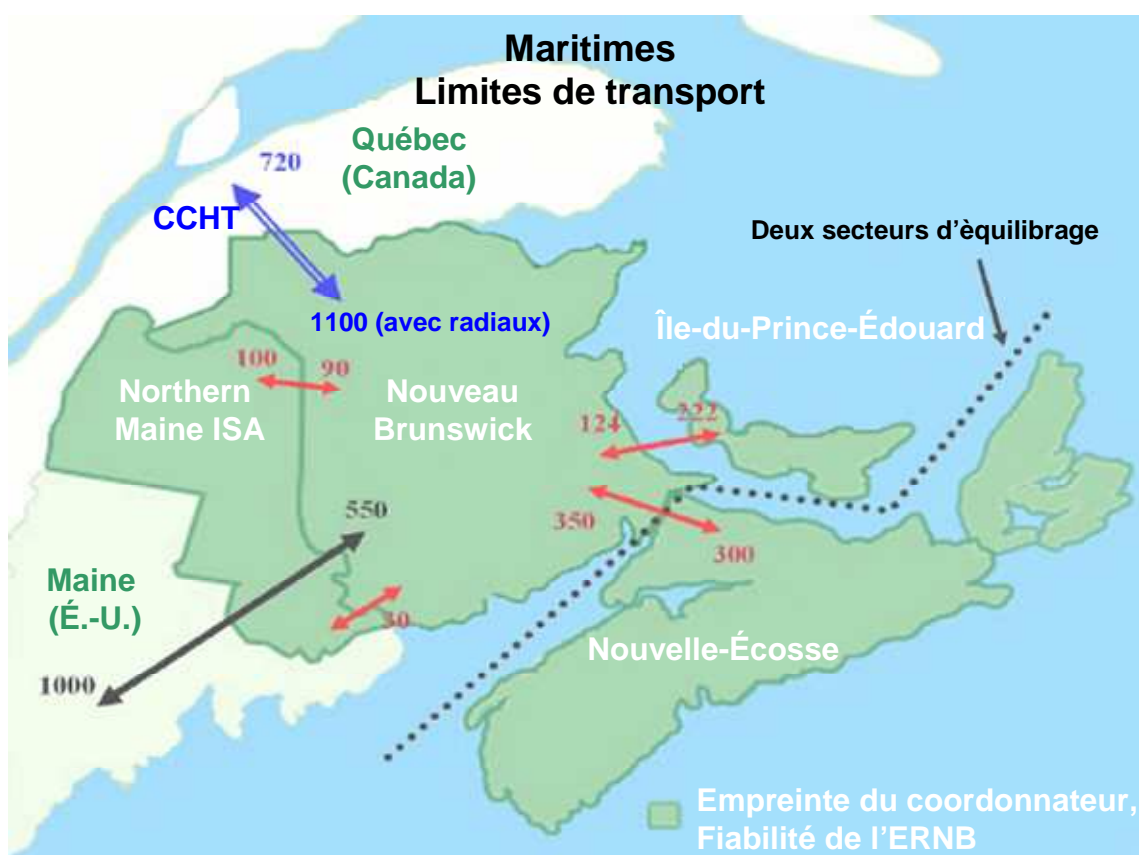 Maritimes
Limites de transport
Québec
(Canada)
720
CCHT
Deux secteurs d'èquilibrage
1100 (avec radiaux)
Île-du-Prince-Édouard
100
90
Northern
Maine ISA
Nouveau
Brunswick
124
222
550
350
300
Maine
(É.-U.)
30
Nouvelle-Écosse
1000
Empreinte du coordonnateur,
Fiabilité de l'ERNB